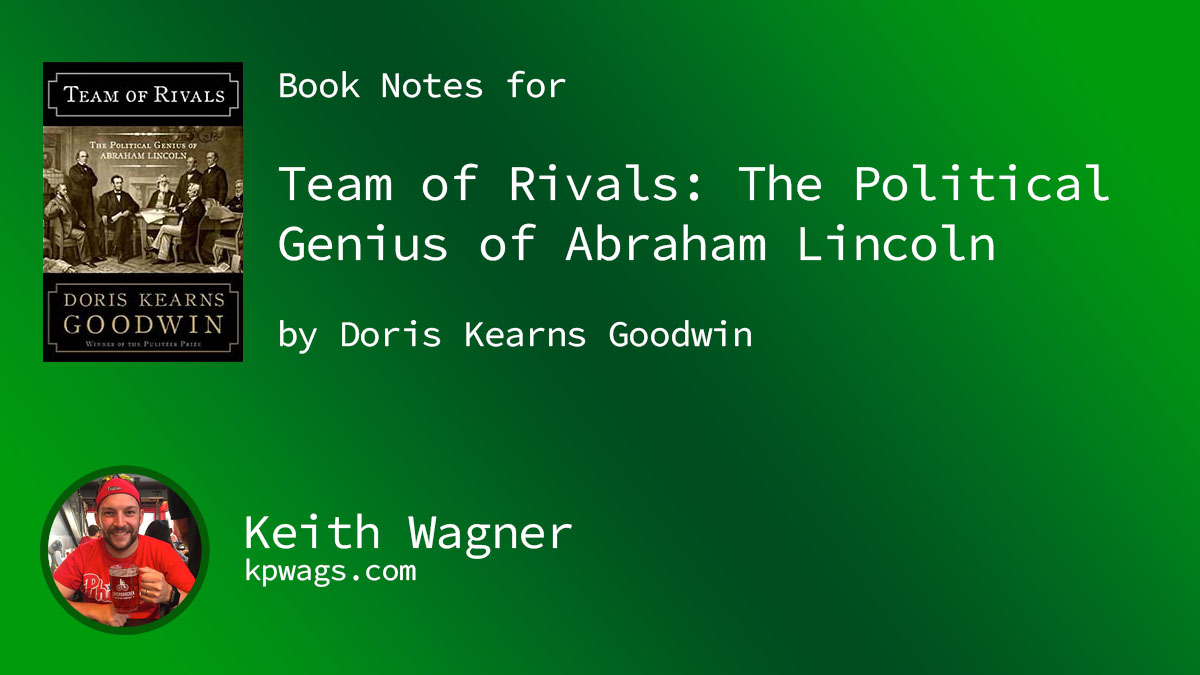 TEAM OF RIVALS
THE POLITICAL GENIUS OF
ABRAHAM LINCOLN
DORIS KEARNS
GOODWIN
WINNER OF THE PULITZER PRIZE
Book Notes for
Team of Rivals: The Political
Genius of Abraham Lincoln
by Doris Kearns Goodwin
Keith Wagner
kpwags.com
Ph